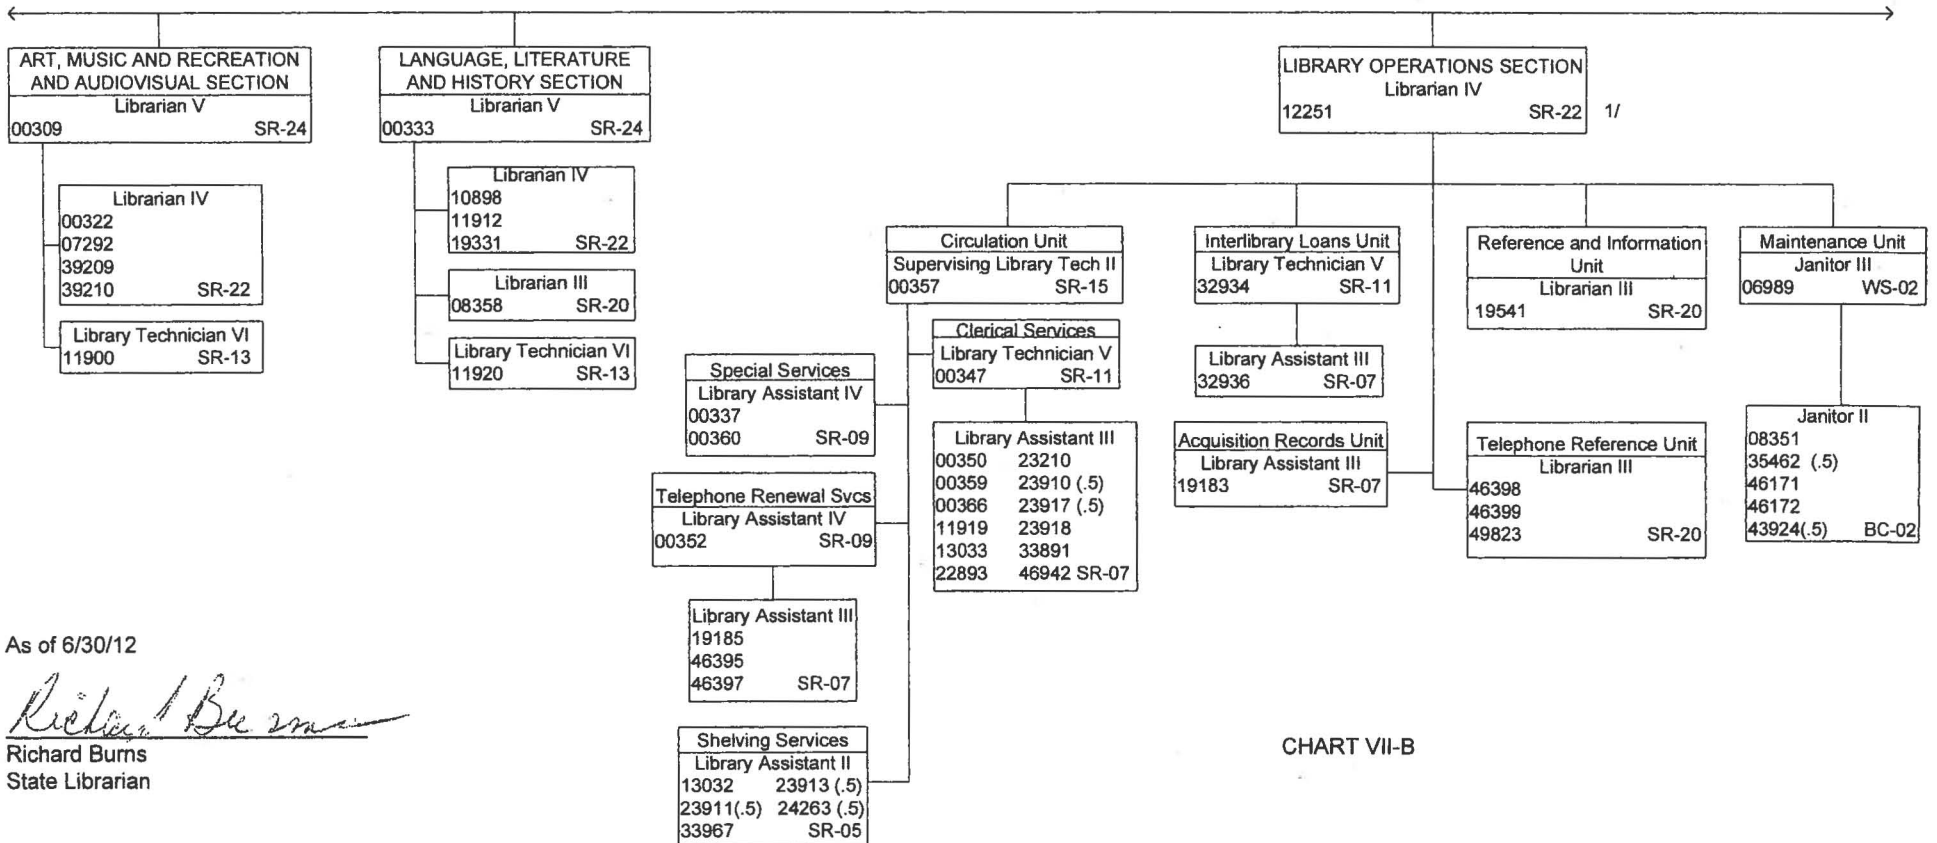 ART, MUSIC AND RECREATION
AND AUDIOVISUAL SECTION
Librarian V
00309 SR-24
Librarian IV
00322
07292
39209
39210 SR-22
Library Technician VI
11900 SR-13
LANGUAGE, LITERATURE
AND HISTORY SECTION
Librarian V
00333 SR-24
Librarian IV
10898
11912
19331 SR-22
Librarian III
08358 SR-20
Library Technician VI
11920 SR-13
LIBRARY OPERATIONS SECTION
Librarian IV
12251 SR-22 1/
Circulation Unit
Supervising Library Tech II
00357 SR-15
Clerical Services
Library Technician V
00347 SR-11
Library Assistant III
00350 23210
00359 23910 (.5)
00366 23917 (.5)
11919 23918
13033 33891
22893 46942 SR-07
Special Services
Library Assistant IV
00337
00360 SR-09
Telephone Renewal Svcs
Library Assistant IV
00352 SR-09
Library Assistant III
19185
46395
46397 SR-07
Shelving Services
Library Assistant II
13032 23913 (.5)
23911(.5) 24263 (.5)
33967 SR-05
Interlibrary Loans Unit
Library Technician V
32934 SR-11
Library Assistant III
32936 SR-07
Acquisition Records Unit
Library Assistant III
19183 SR-07
Reference and Information
Unit
Librarian III
19541 SR-20
Telephone Reference Unit
Librarian III
46398
46399
49823 SR-20
Maintenance Unit
Janitor III
06989 WS-02
Janitor II
08351
35462 (.5)
46171
46172
43924(.5) BC-02
As of 6/30/12
Richard Burns
Richard Burns
State Librarian
CHART VII-B